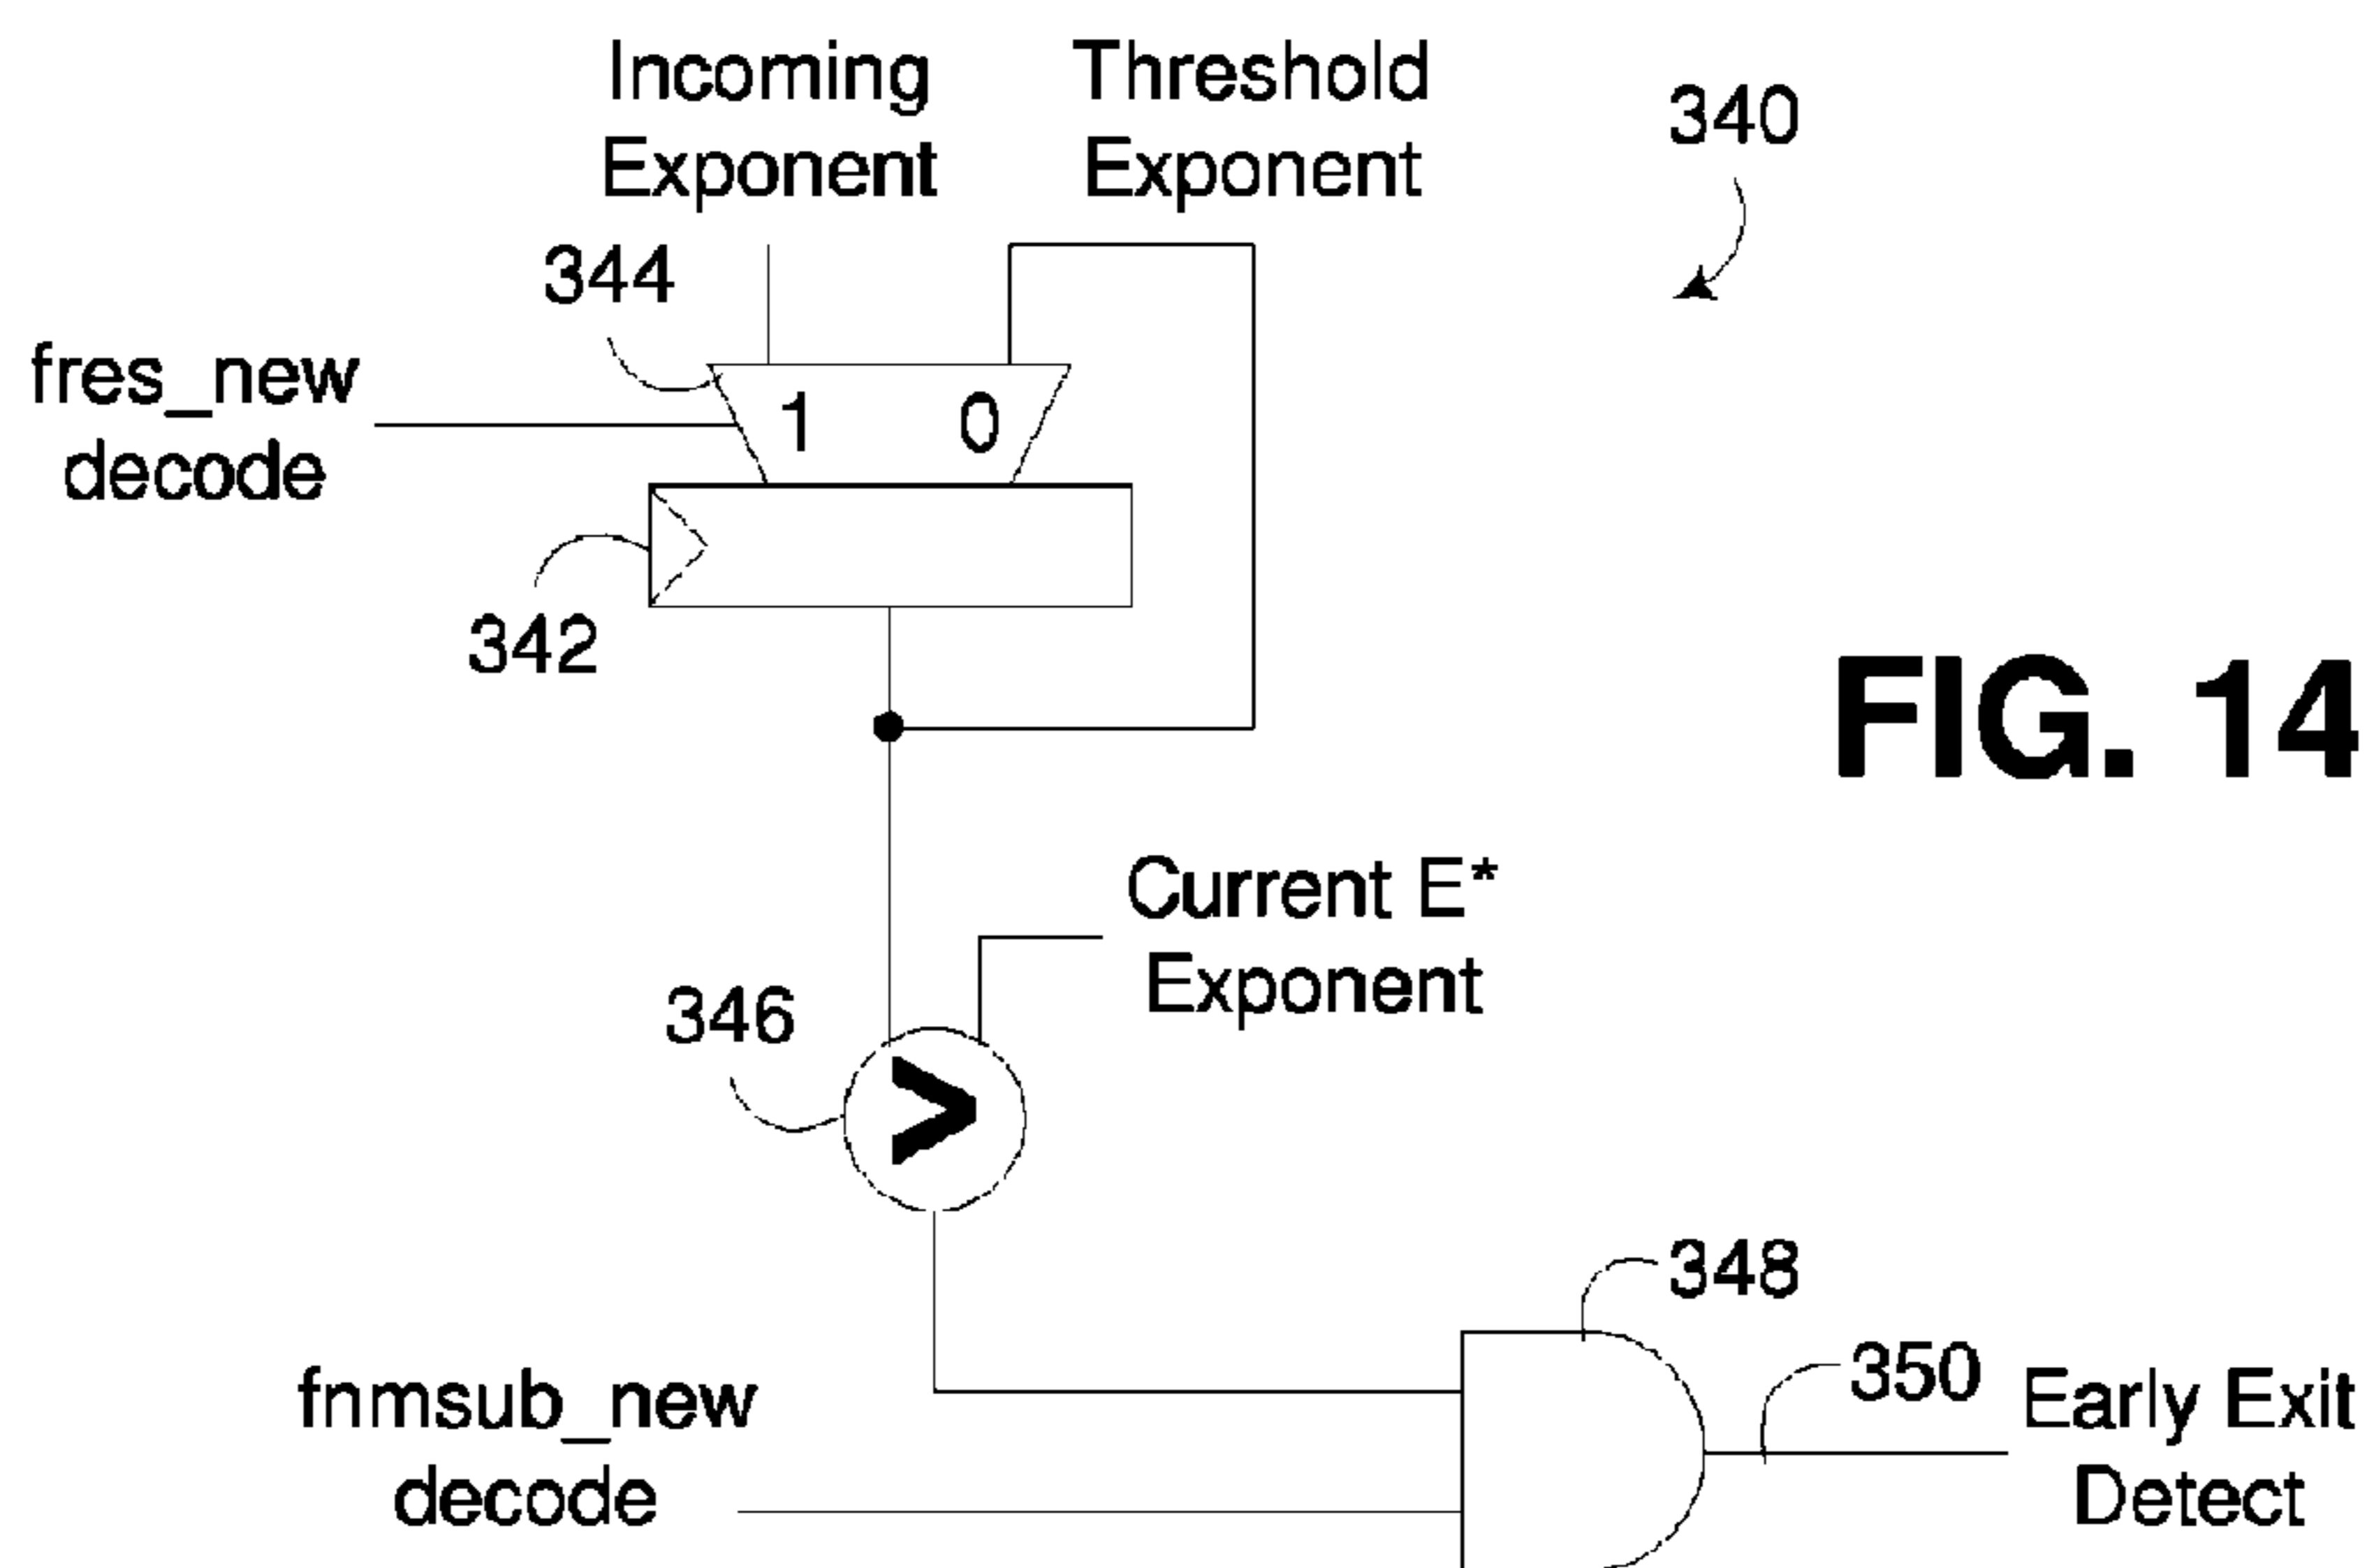 Incoming
Exponent
Threshold
Exponent
340
344
fres_new
decode
1
0
342
FIG. 14
Current E*
Exponent
346
>
348
350
fnmsub_new
decode
Early Exit
Detect